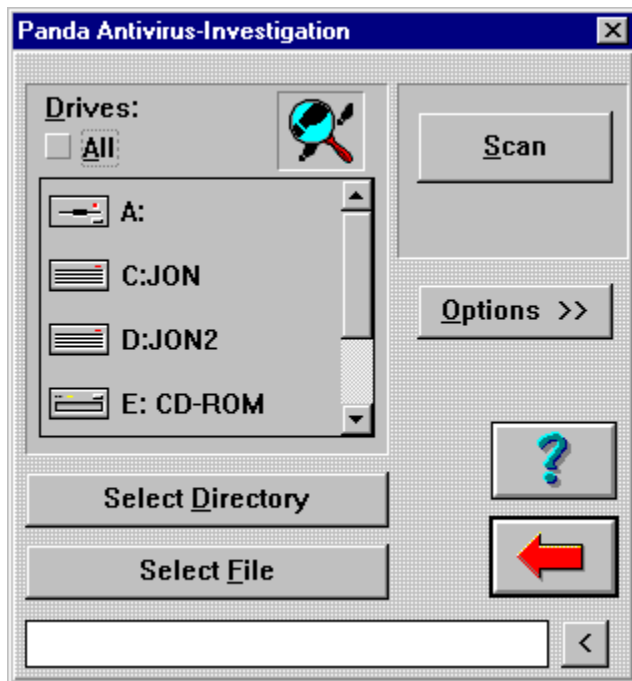 Panda Antivirus-Investigation
Drives:
All
A:
C:JON
D:JON2
E: CD-ROM
Scan
Options >>
Select Directory
Select File
<